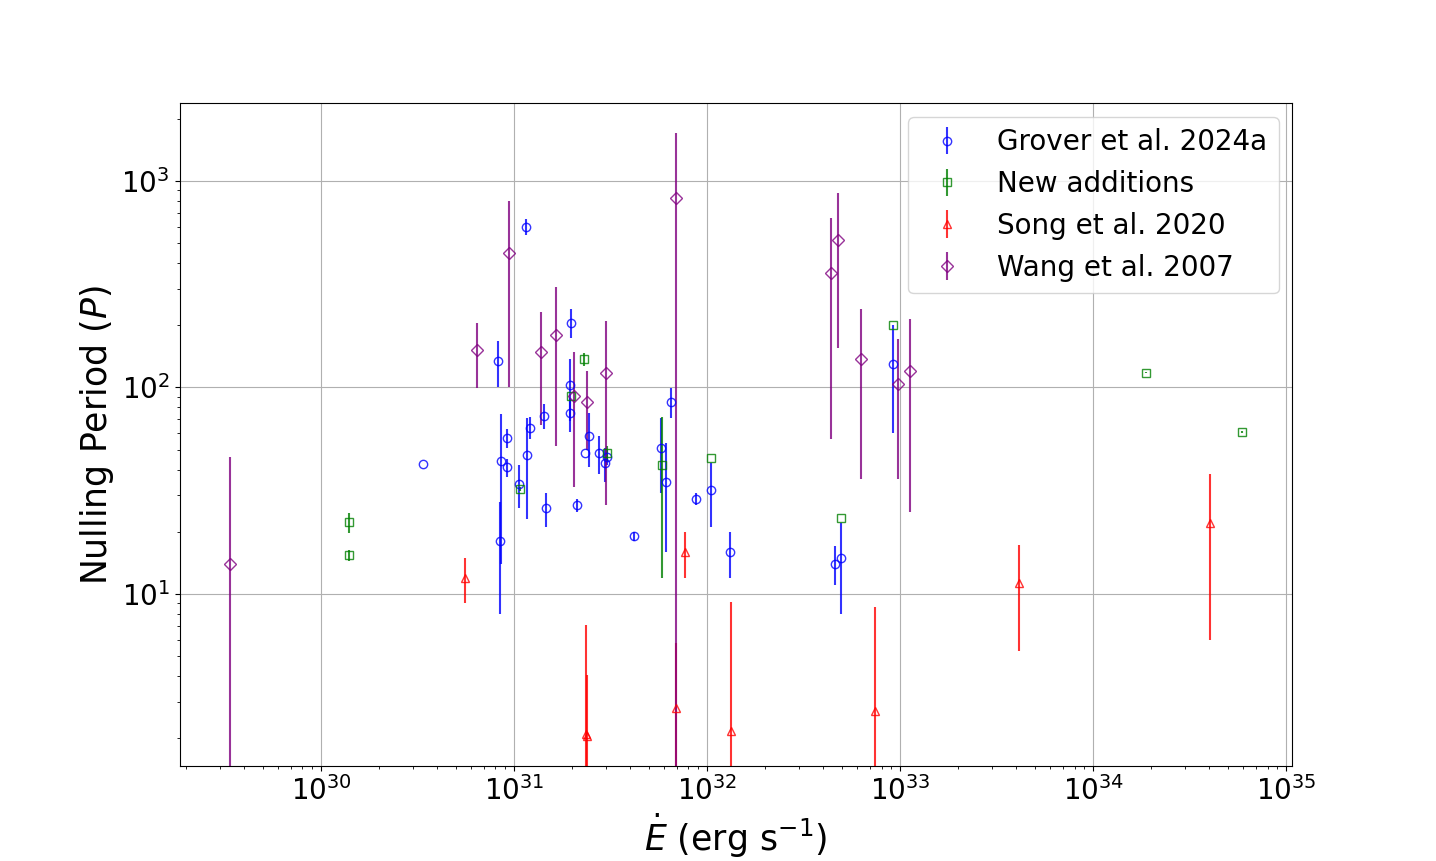 Grover et al. 2024a
New additions
Song et al. 2020
Wang et al. 2007
Nulling Period (P)
10³
10²
10¹
10³⁰ 10³¹ 10³² 10³³ 10³⁴ 10³⁵
Ė (erg s⁻¹)